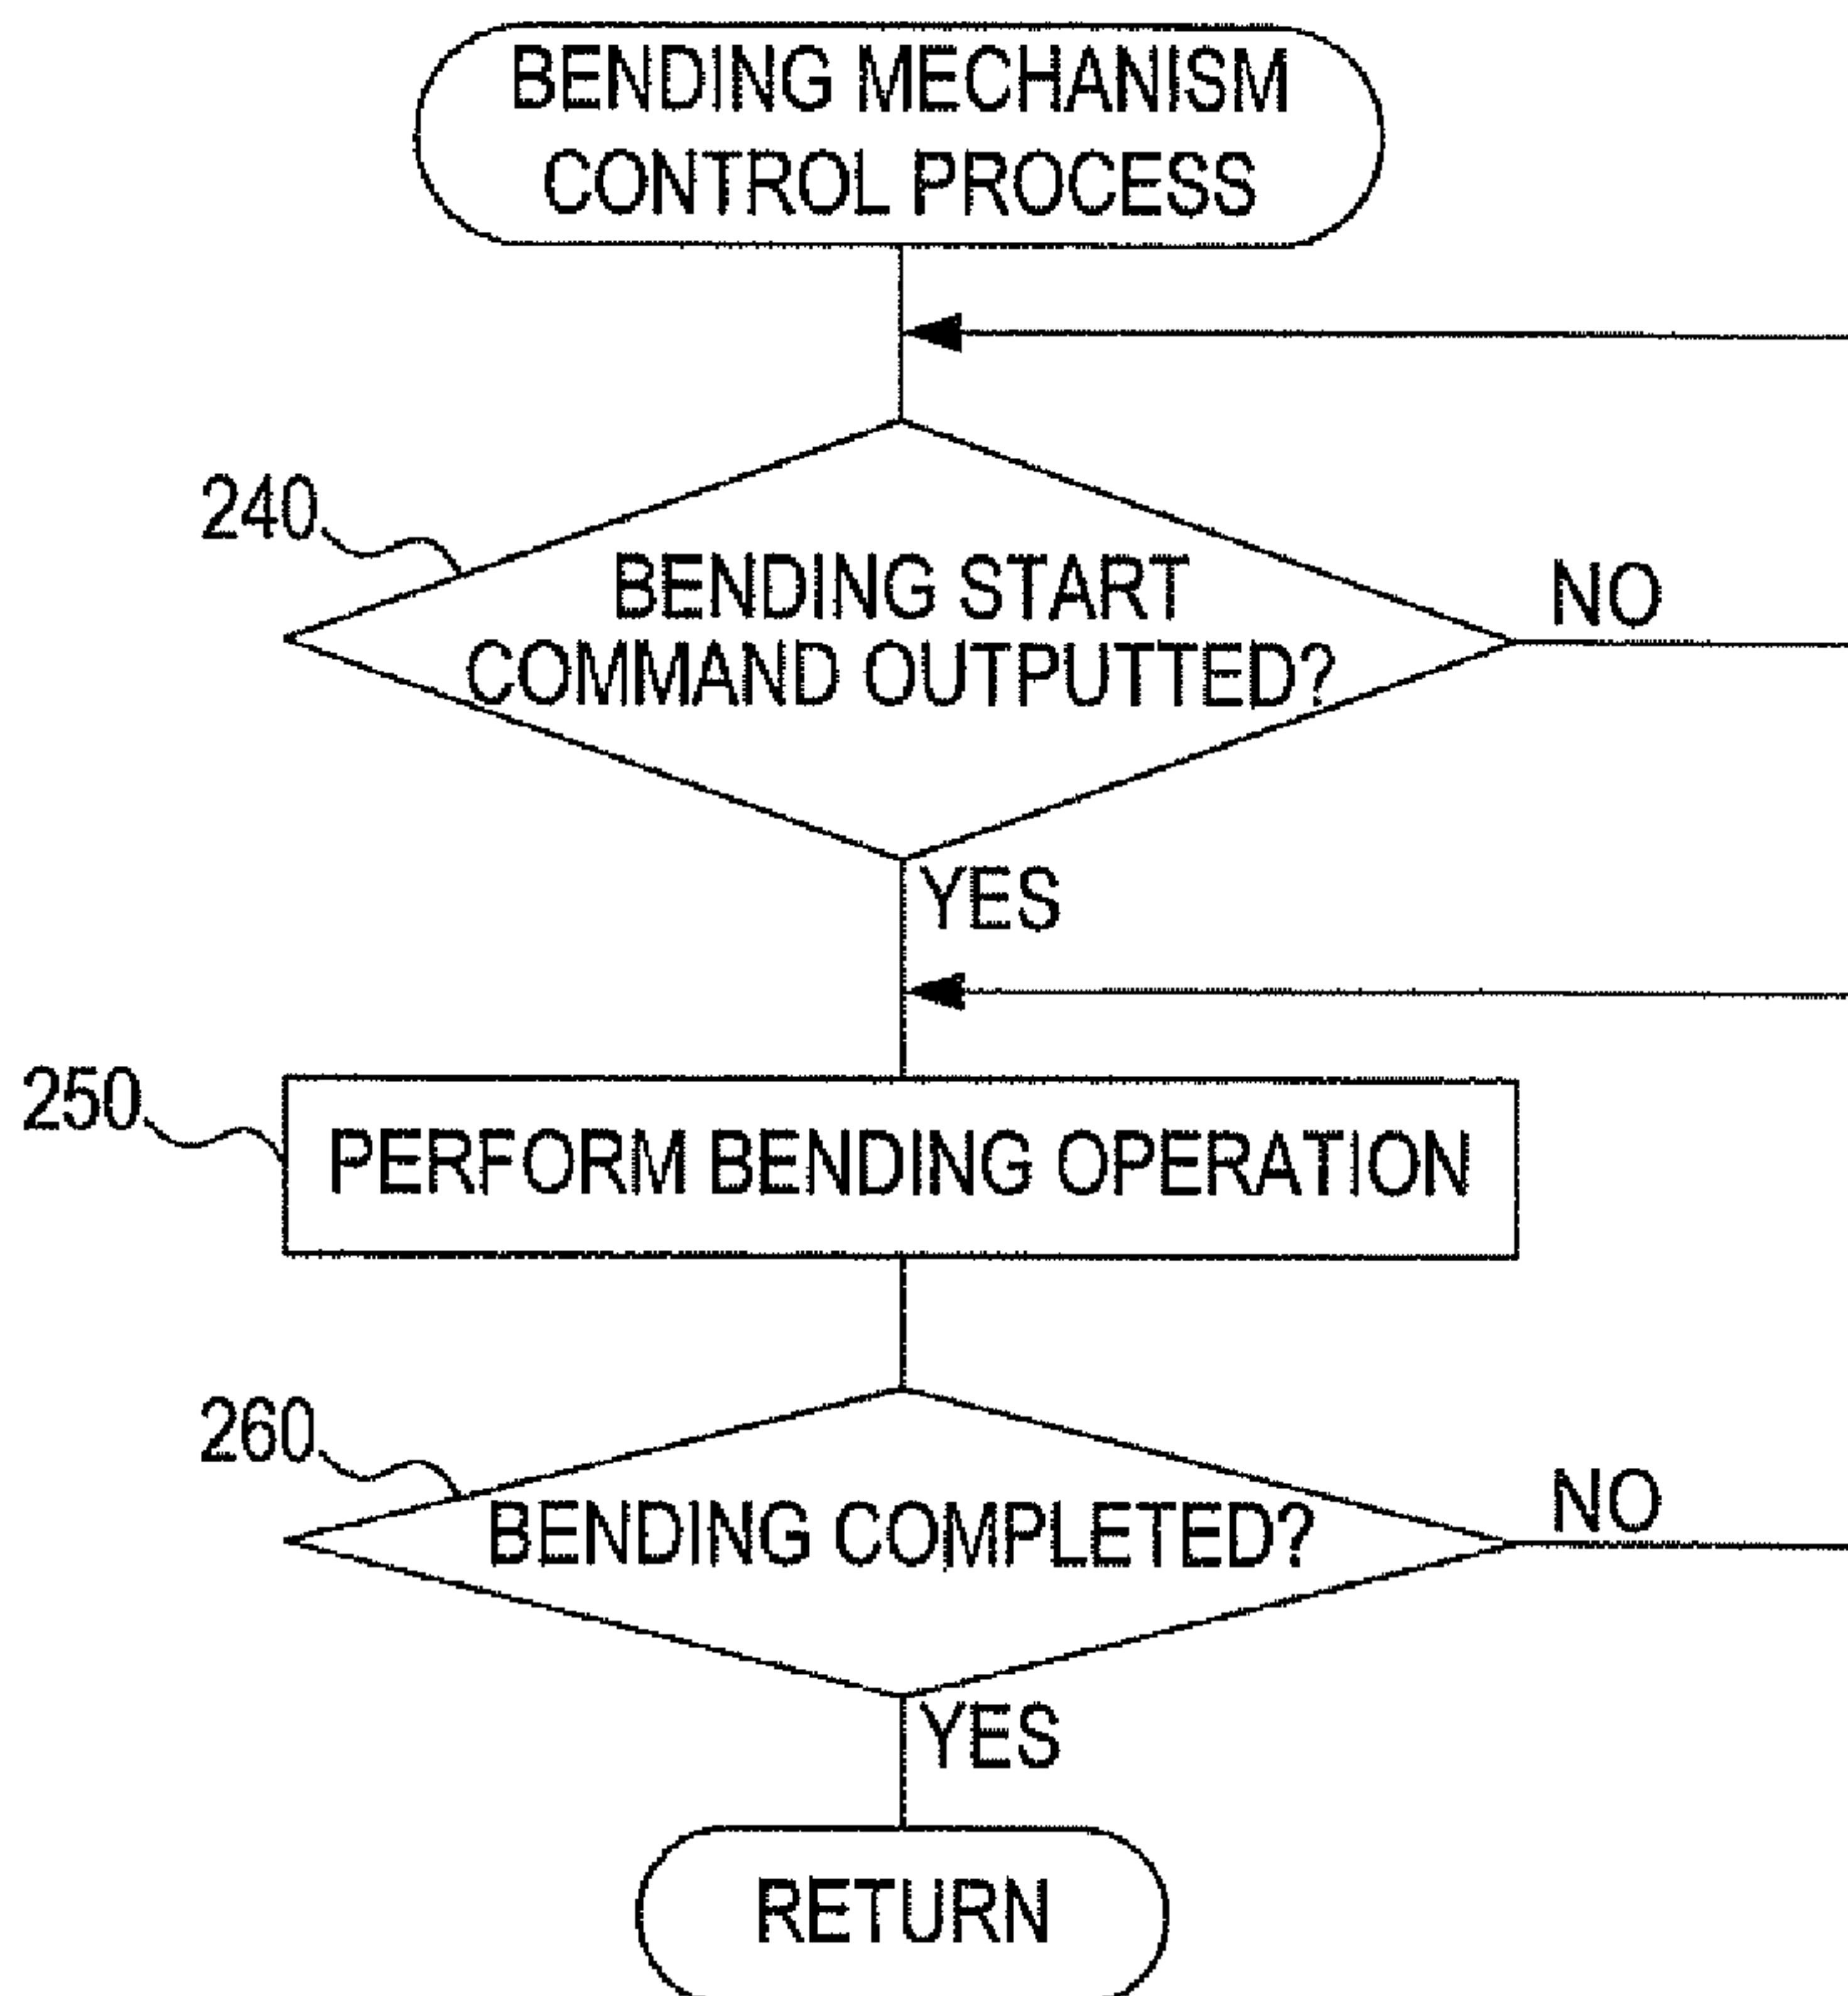 BENDING MECHANISM
CONTROL PROCESS
240
BENDING START
COMMAND OUTPUTTED?
NO
YES
250
PERFORM BENDING OPERATION
260
BENDING COMPLETED?
NO
YES
RETURN